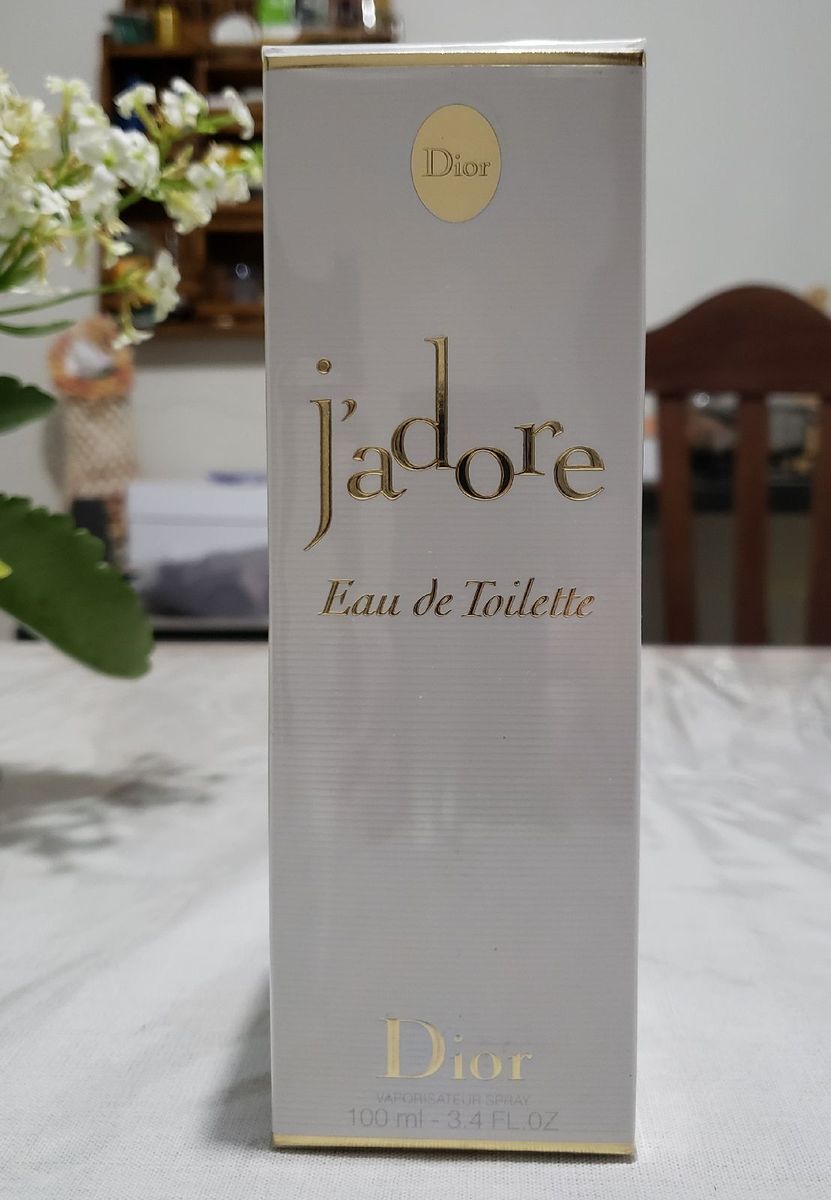 Dior
j'adore
Eau de Toilette
Dior
VAPORISATEUR SPRAY
100 ml - 3.4 FL.OZ